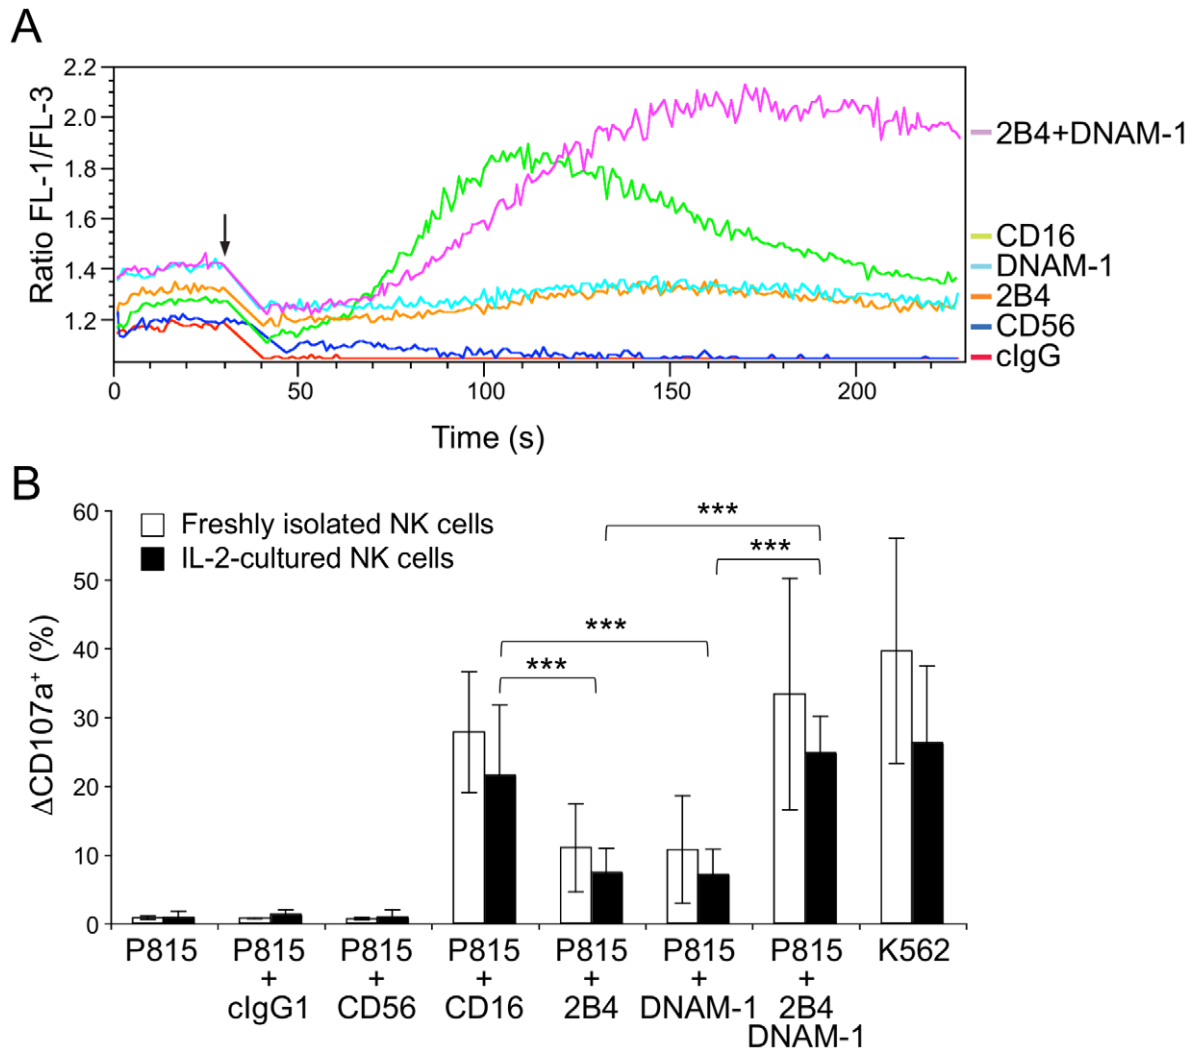 A
Ratio FL-1/FL-3
2.2
2.0
1.8
1.6
1.4
1.2
0
50
100
150
200
Time (s)
2B4+DNAM-1
CD16
DNAM-1
2B4
CD56
cIgG
B
ΔCD107a⁺ (%)
60
50
40
30
20
10
0
Freshly isolated NK cells
IL-2-cultured NK cells
***
***
***
***
P815
P815
+
cIgG1
P815
+
CD56
P815
+
CD16
P815
+
2B4
P815
+
DNAM-1
P815
+
2B4
DNAM-1
K562